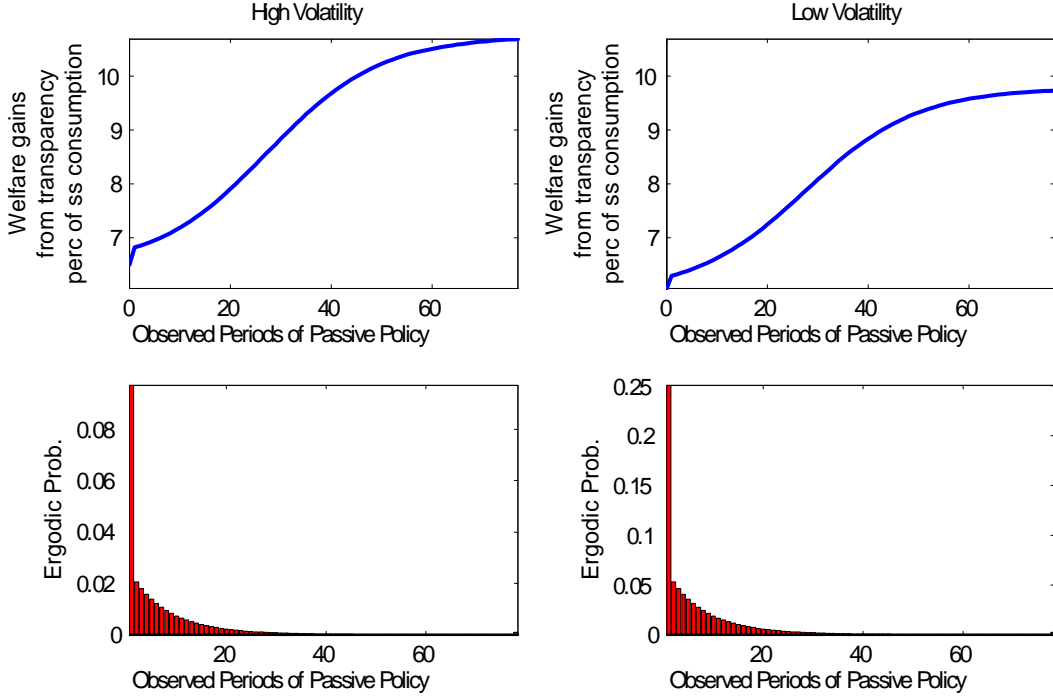 Hgh Volatility
Welfare gains
from transparency
perc of ss consumption
10
9
8
7
0
20
40
60
Observed Periods of Passive Policy
Low Volatility
Welfare gains
from transparency
perc of ss consumption
10
9
8
7
0
20
40
60
Observed Periods of Passive Policy
Ergodic Prob.
0.08
0.06
0.04
0.02
0
20
40
60
Observed Periods of Passive Policy
Ergodic Prob.
0.25
0.2
0.15
0.1
0.05
0
20
40
60
Observed Periods of Passive Policy